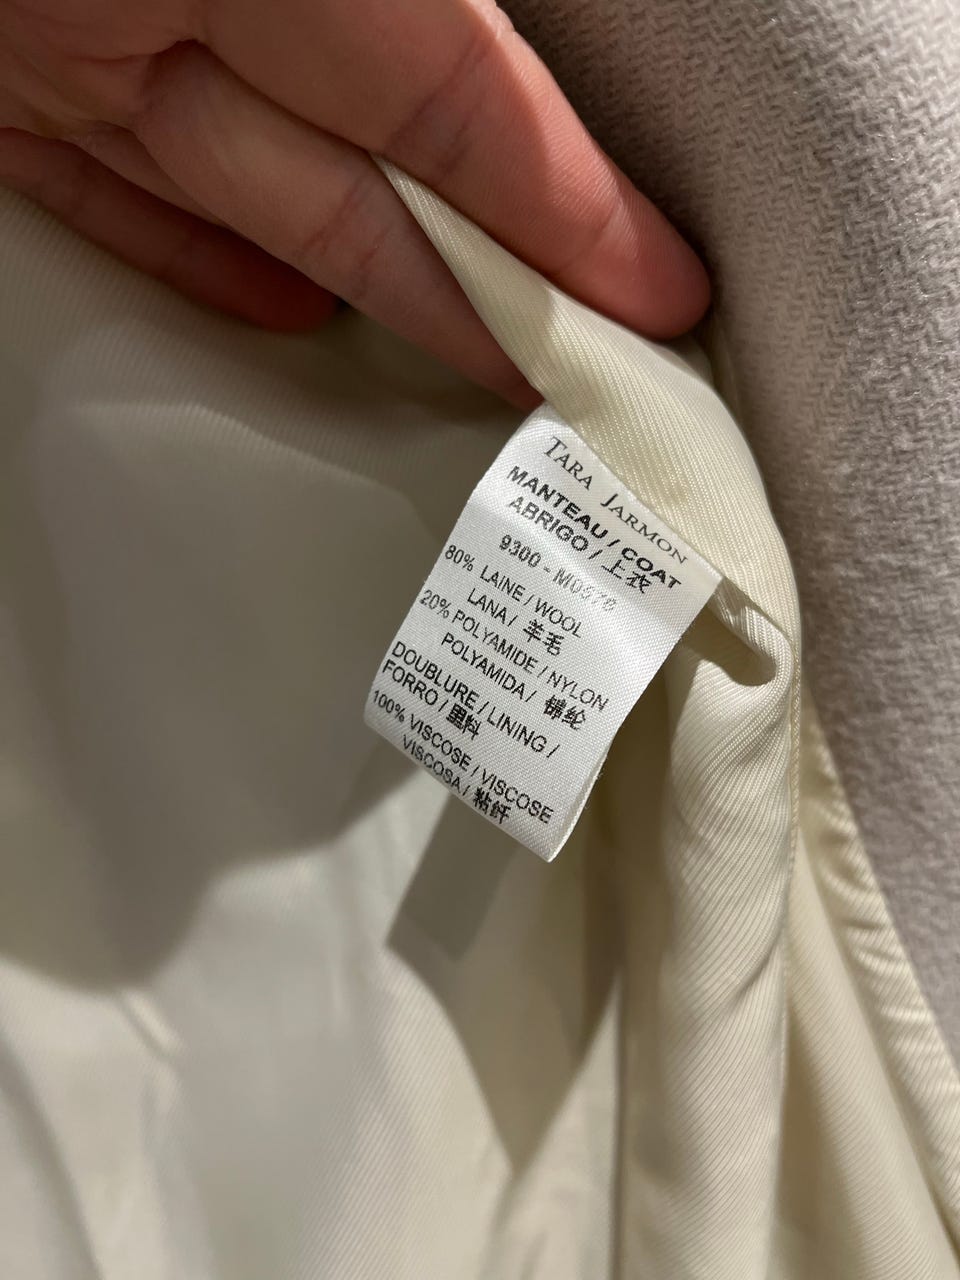 TARA JARMON
MANTEAU / COAT
ABRIGO / 上衣
9300 -
80% LAINE / WOOL
LANA / 羊毛
20% POLYAMIDE / NYLON
POLYAMIDA / 锦纶
DOUBLURE / LINING /
FORRO / 里料
100% VISCOSE / VISCOSE
VISCOSA / 粘纤